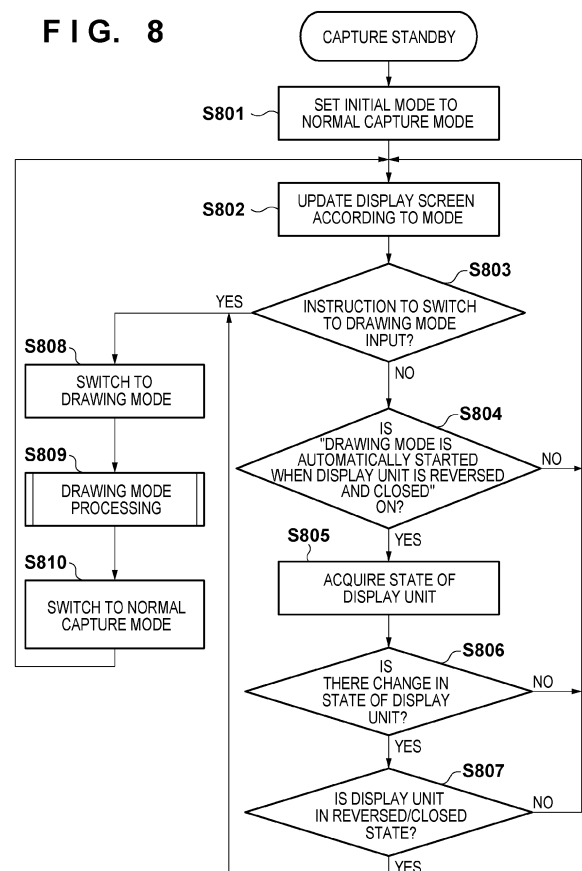 FIG. 8
CAPTURE STANDBY
S801
SET INITIAL MODE TO
NORMAL CAPTURE MODE
S802
UPDATE DISPLAY SCREEN
ACCORDING TO MODE
S803
YES
INSTRUCTION TO SWITCH
TO DRAWING MODE
INPUT?
NO
S808
SWITCH TO
DRAWING MODE
S804
IS
"DRAWING MODE IS
AUTOMATICALLY STARTED
WHEN DISPLAY UNIT IS REVERSED
AND CLOSED"
ON?
NO
YES
S809
DRAWING MODE
PROCESSING
S805
ACQUIRE STATE OF
DISPLAY UNIT
S810
SWITCH TO NORMAL
CAPTURE MODE
S806
IS
THERE CHANGE IN
STATE OF DISPLAY
UNIT?
NO
YES
S807
IS DISPLAY UNIT
IN REVERSED/CLOSED
STATE?
NO
YES